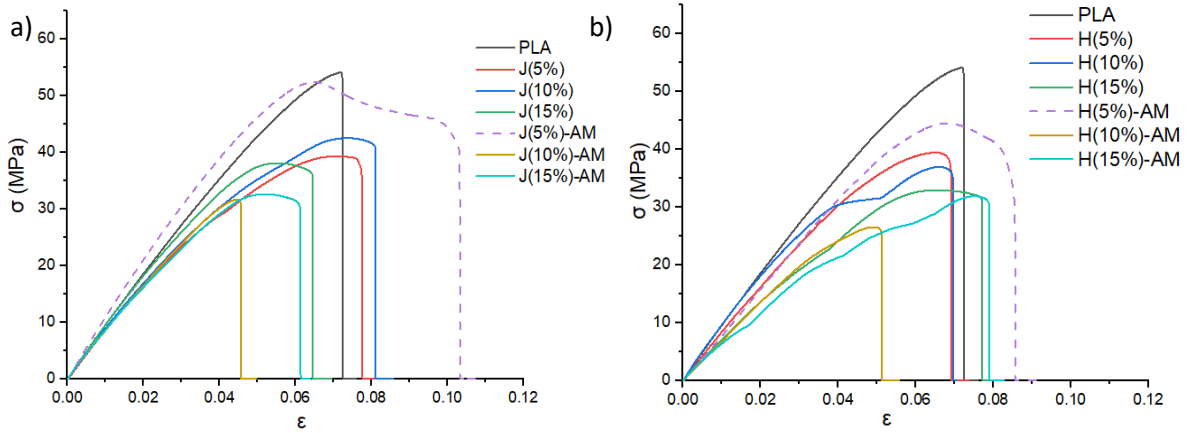 a)
σ (MPa)
60
50
40
30
20
10
0
0.00 0.02 0.04 0.06 0.08 0.10 0.12
ε
PLA
J(5%)
J(10%)
J(15%)
J(5%)-AM
J(10%)-AM
J(15%)-AM
b)
σ (MPa)
60
50
40
30
20
10
0
0.00 0.02 0.04 0.06 0.08 0.10 0.12
ε
PLA
H(5%)
H(10%)
H(15%)
H(5%)-AM
H(10%)-AM
H(15%)-AM